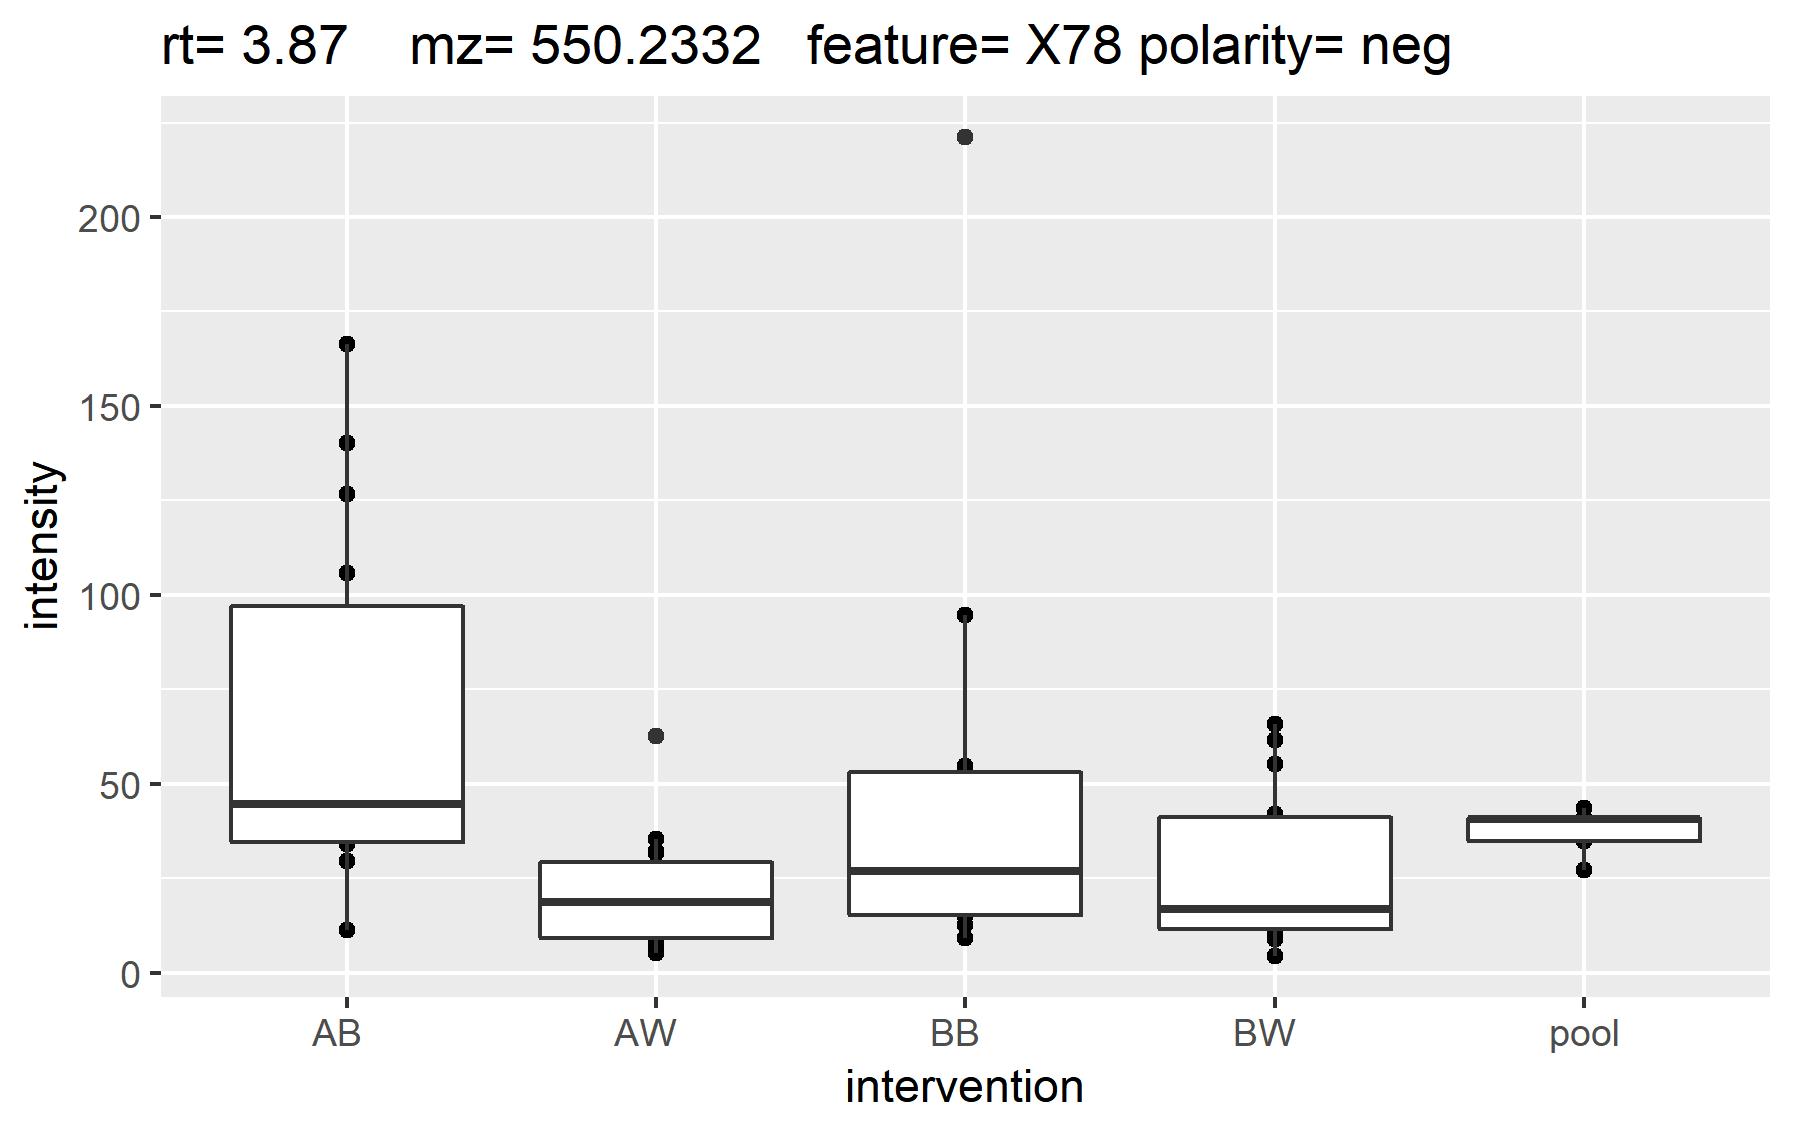 rt= 3.87 mz= 550.2332 feature= X78 polarity= neg
intensity
200
150
100
50
0
AB AW BB BW pool
intervention